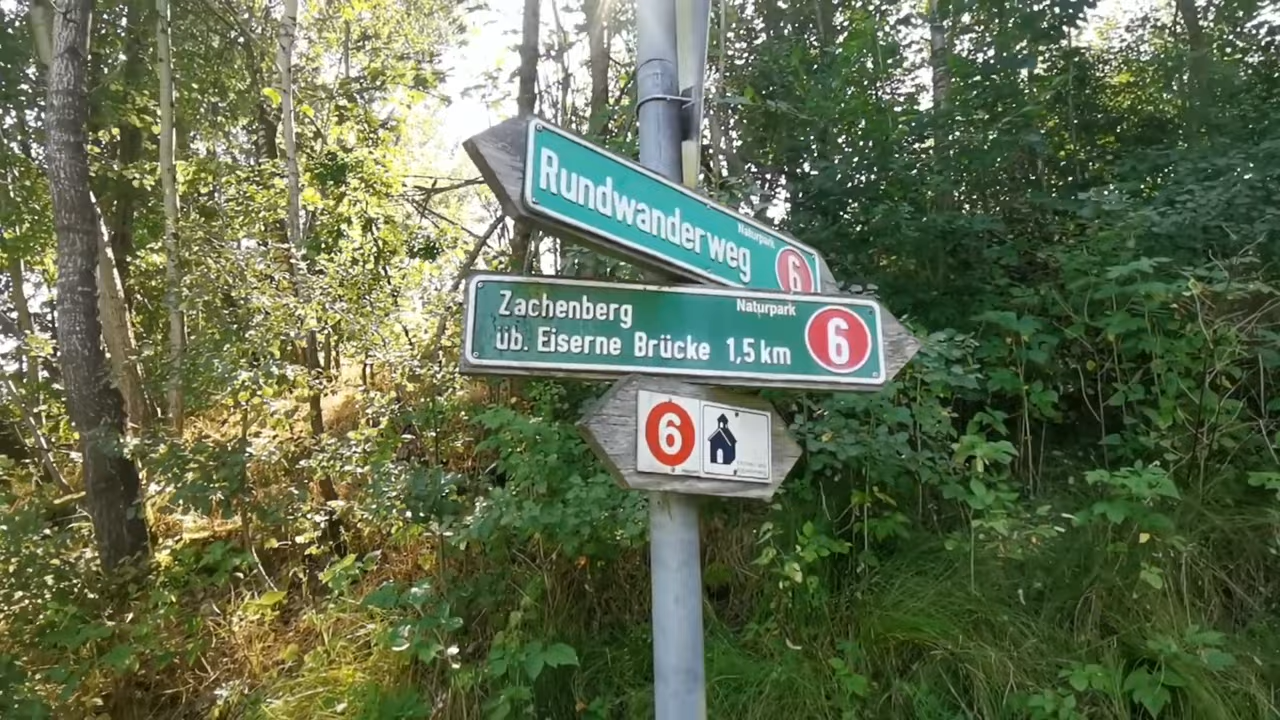 Rundwanderweg
Naturpark
6
Zachenberg
Naturpark
üb. Eiserne Brücke 1,5 km
6
6